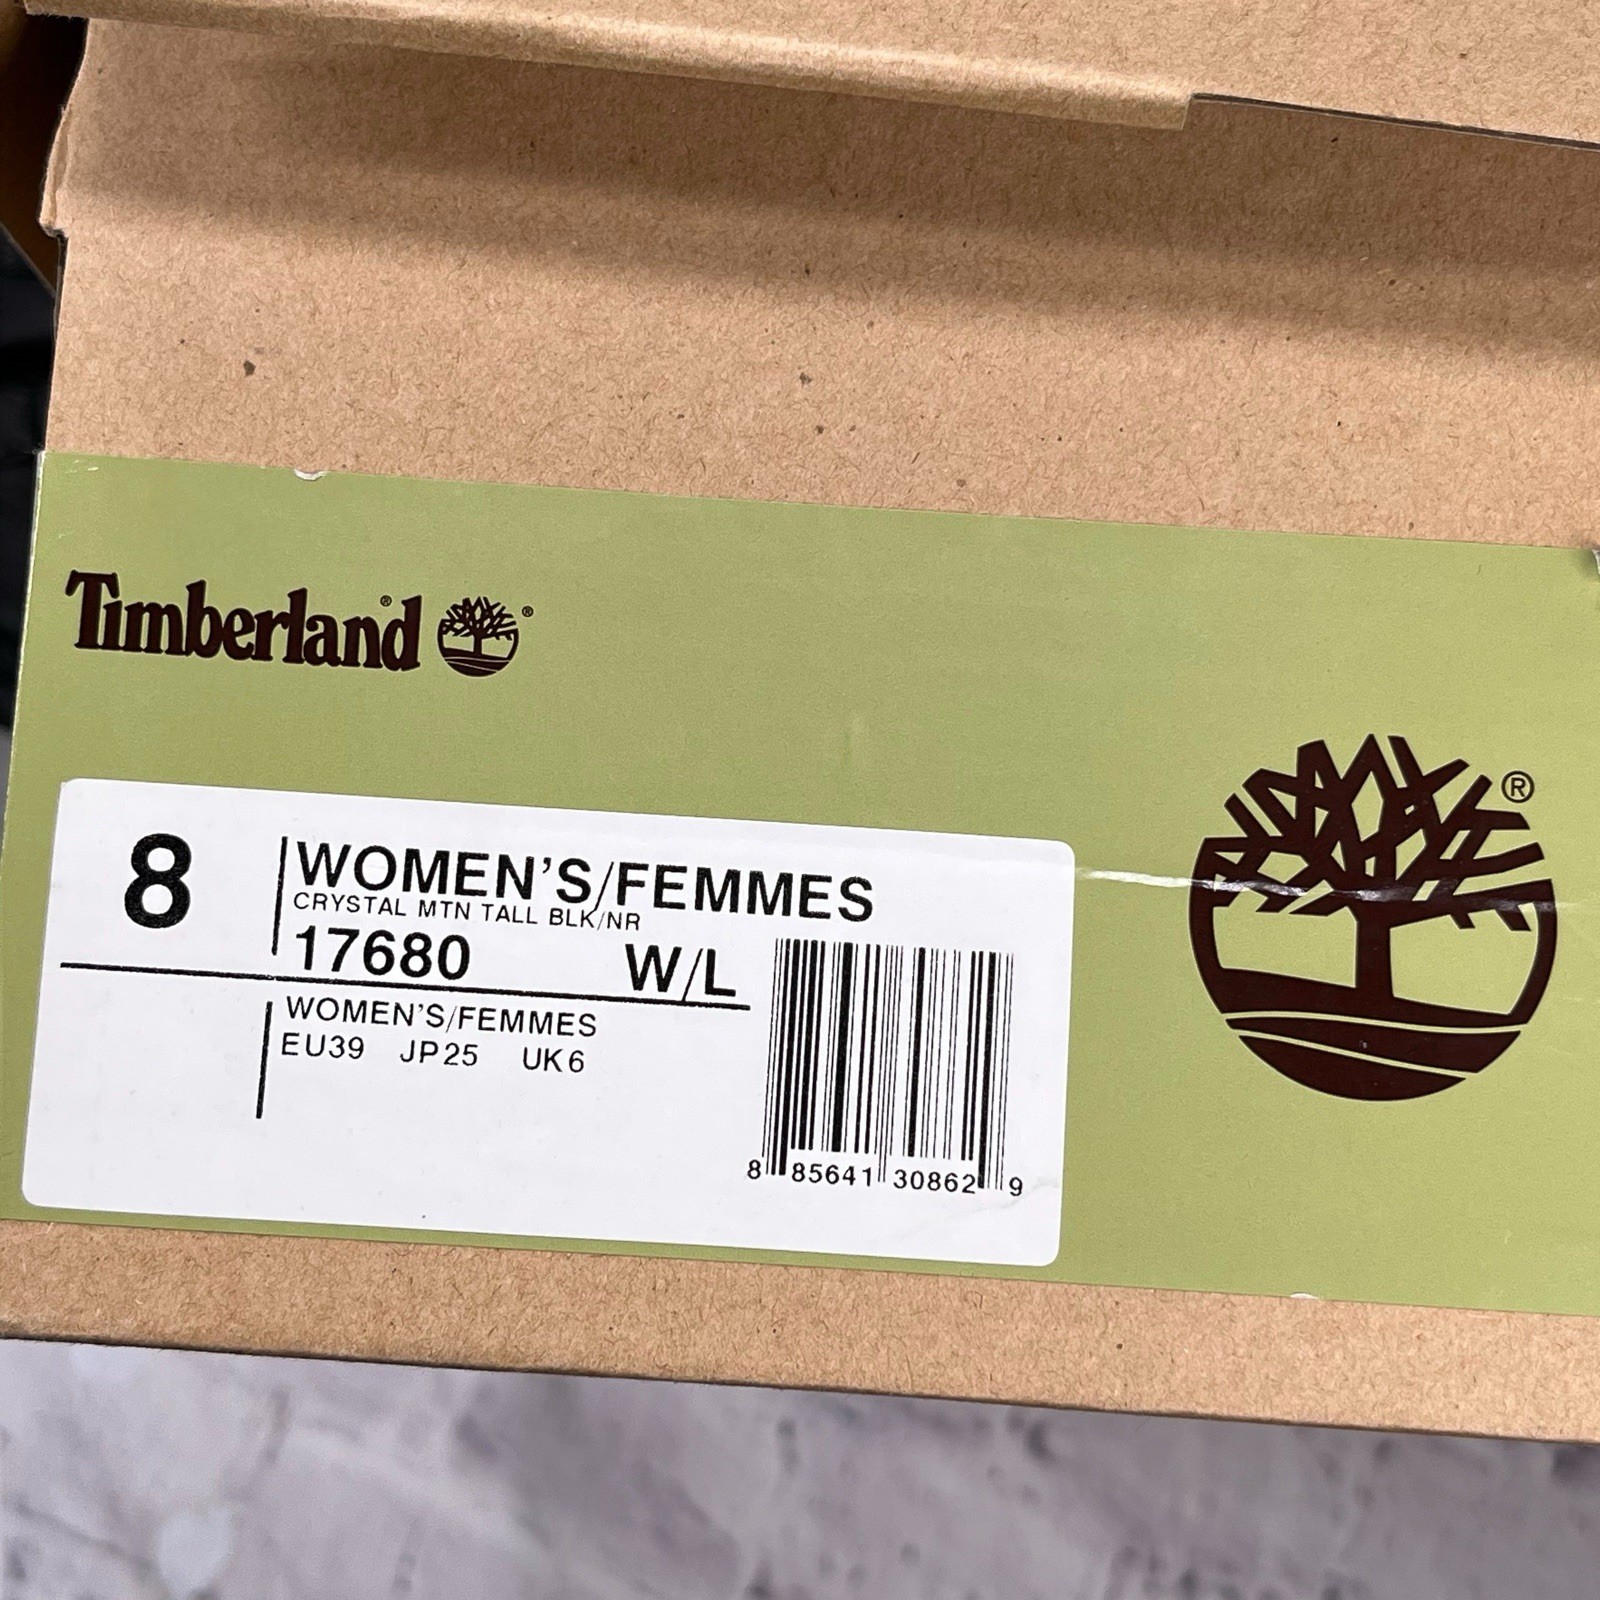 Timberland® ®
®
8
WOMEN'S/FEMMES
CRYSTAL MTN TALL BLK/NR
17680 W/L
WOMEN'S/FEMMES
EU39 JP25 UK6
8 85641 30862 9